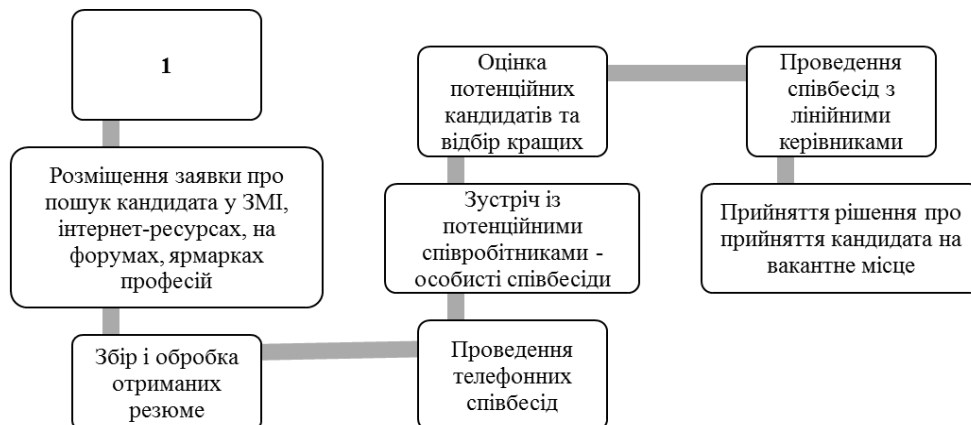 1
Розміщення заявки про
пошук кандидата у ЗМІ,
інтернет-ресурсах, на
форумах, ярмарках
професій
Збір і обробка
отриманих
резюме
Проведення
телефонних
співбесід
Зустріч із
потенційними
співробітниками -
особисті співбесіди
Оцінка
потенційних
кандидатів та
відбір кращих
Проведення
співбесід з
лінійними
керівниками
Прийняття рішення про
прийняття кандидата на
вакантне місце